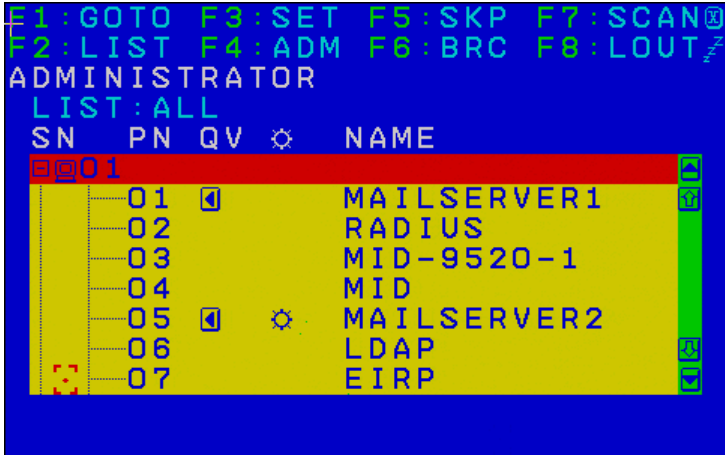 F1:GOTO F3:SET F5:SKP F7:SCAN
F2:LIST F4:ADM F6:BRC F8:LOUT zZ
ADMINISTRATOR
LIST:ALL
SN PN QV NAME
01
01 MAILSERVER1
02 RADIUS
03 MID-9520-1
04 MID
05 MAILSERVER2
06 LDAP
07 EIRP